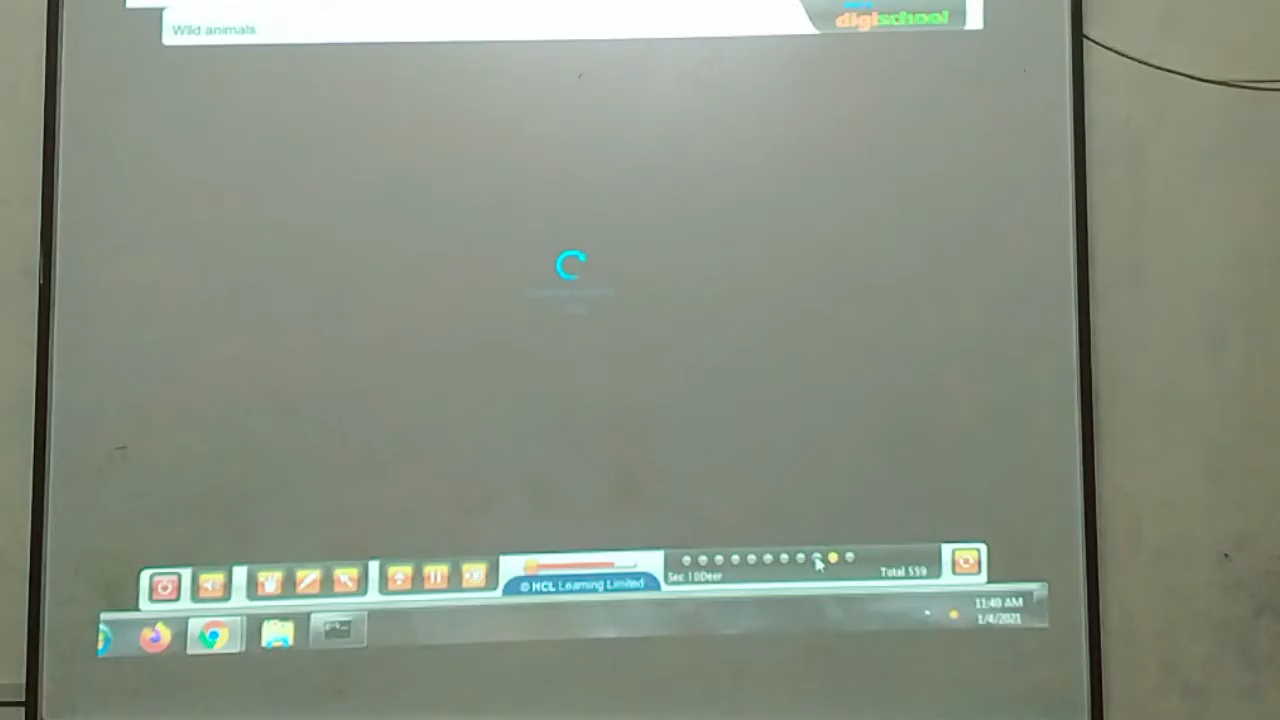 digischool
Wild animals
© HCL Learning Limited
Sec 10Deer
Total 559
11:40 AM
1/4/2021